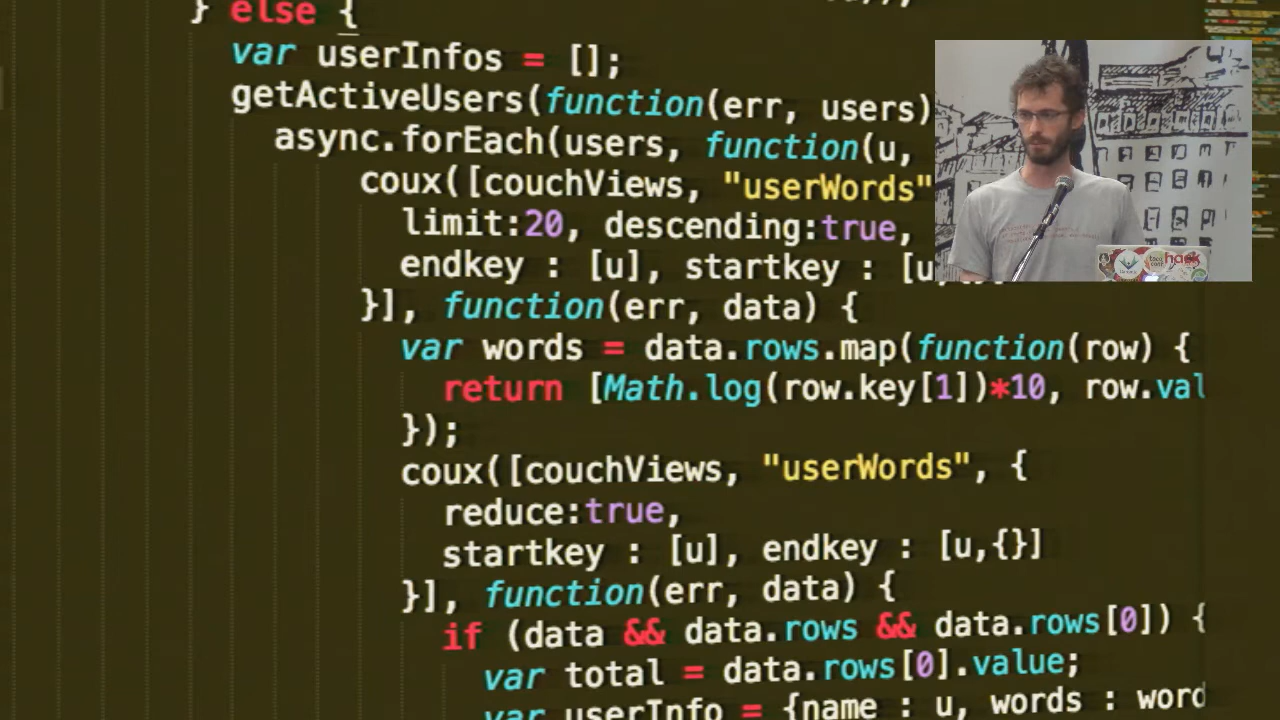 } else {
var userInfos = [];
getActiveUsers(function(err, users)
async.forEach(users, function(u,
coux([couchViews, "userWords"
limit:20, descending:true,
endkey : [u], startkey : [u
}], function(err, data) {
var words = data.rows.map(function(row) {
return [Math.log(row.key[1])*10, row.val
});
coux([couchViews, "userWords", {
reduce:true,
startkey : [u], endkey : [u,{}]
}], function(err, data) {
if (data && data.rows && data.rows[0]) {
var total = data.rows[0].value;
var userInfo = {name : u, words : word
hack